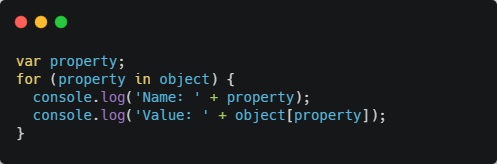 var property;
for (property in object) {
  console.log('Name: ' + property);
  console.log('Value: ' + object[property]);
}